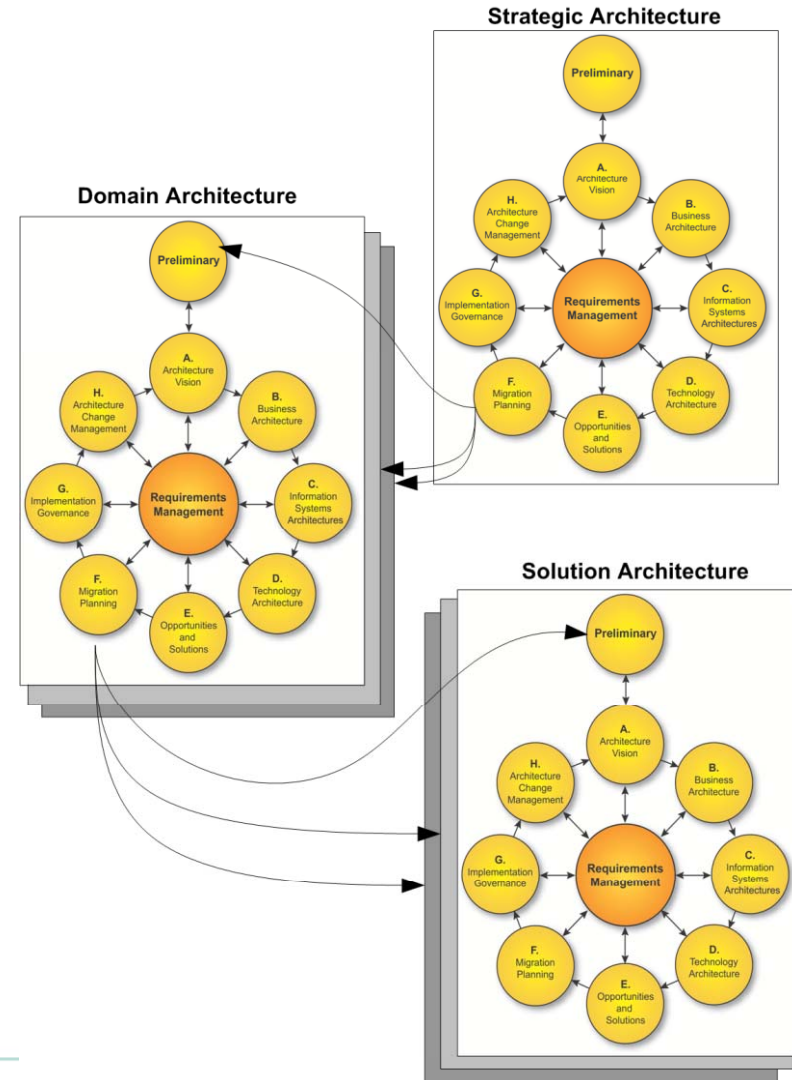 Strategic Architecture
Preliminary
A.
Architecture
Vision
B.
Business
Architecture
C.
Information
Systems
Architectures
D.
Technology
Architecture
E.
Opportunities
and
Solutions
F.
Migration
Planning
G.
Implementation
Governance
H.
Architecture
Change
Management
Requirements
Management
Domain Architecture
Preliminary
A.
Architecture
Vision
B.
Business
Architecture
C.
Information
Systems
Architectures
D.
Technology
Architecture
E.
Opportunities
and
Solutions
F.
Migration
Planning
G.
Implementation
Governance
H.
Architecture
Change
Management
Requirements
Management
Solution Architecture
Preliminary
A.
Architecture
Vision
B.
Business
Architecture
C.
Information
Systems
Architectures
D.
Technology
Architecture
E.
Opportunities
and
Solutions
F.
Migration
Planning
G.
Implementation
Governance
H.
Architecture
Change
Management
Requirements
Management